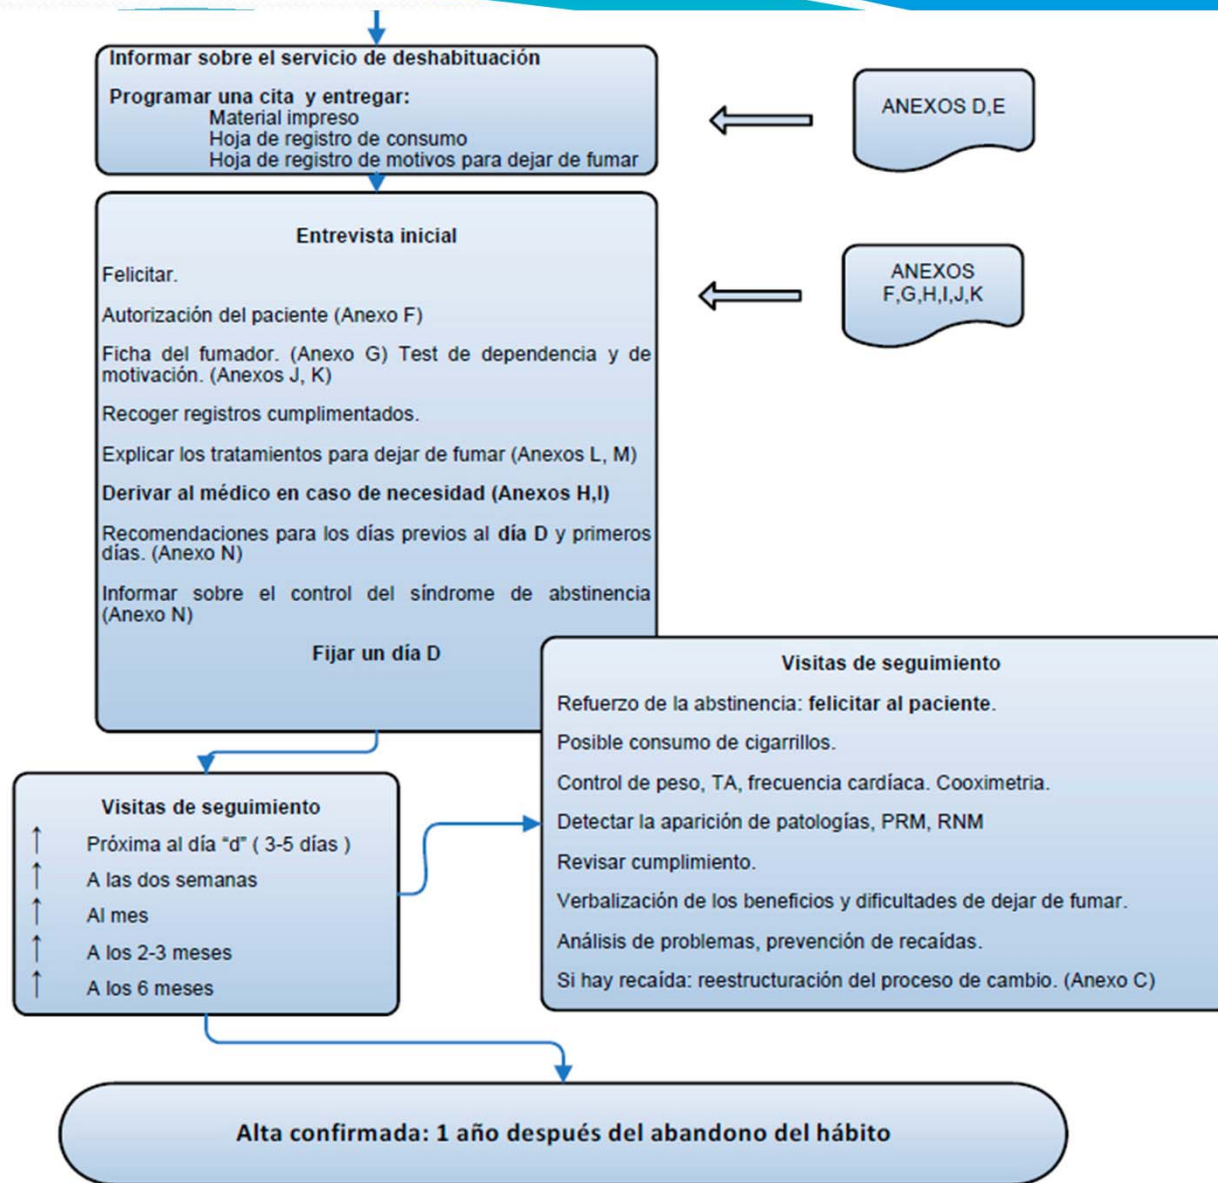 Informar sobre el servicio de deshabituación
Programar una cita y entregar:
Material impreso
Hoja de registro de consumo
Hoja de registro de motivos para dejar de fumar
ANEXOS D,E
Entrevista inicial
Felicitar.
Autorización del paciente (Anexo F)
Ficha del fumador. (Anexo G) Test de dependencia y de
motivación. (Anexos J, K)
Recoger registros cumplimentados.
Explicar los tratamientos para dejar de fumar (Anexos L, M)
Derivar al médico en caso de necesidad (Anexos H,I)
Recomendaciones para los días previos al día D y primeros
días. (Anexo N)
Informar sobre el control del síndrome de abstinencia
(Anexo N)
Fijar un día D
ANEXOS
F,G,H,I,J,K
Visitas de seguimiento
Próxima al día “d” ( 3-5 días )
A las dos semanas
Al mes
A los 2-3 meses
A los 6 meses
Visitas de seguimiento
Refuerzo de la abstinencia: felicitar al paciente.
Posible consumo de cigarrillos.
Control de peso, TA, frecuencia cardíaca. Cooximetria.
Detectar la aparición de patologías, PRM, RNM
Revisar cumplimiento.
Verbalización de los beneficios y dificultades de dejar de fumar.
Análisis de problemas, prevención de recaídas.
Si hay recaída: reestructuración del proceso de cambio. (Anexo C)
Alta confirmada: 1 año después del abandono del hábito